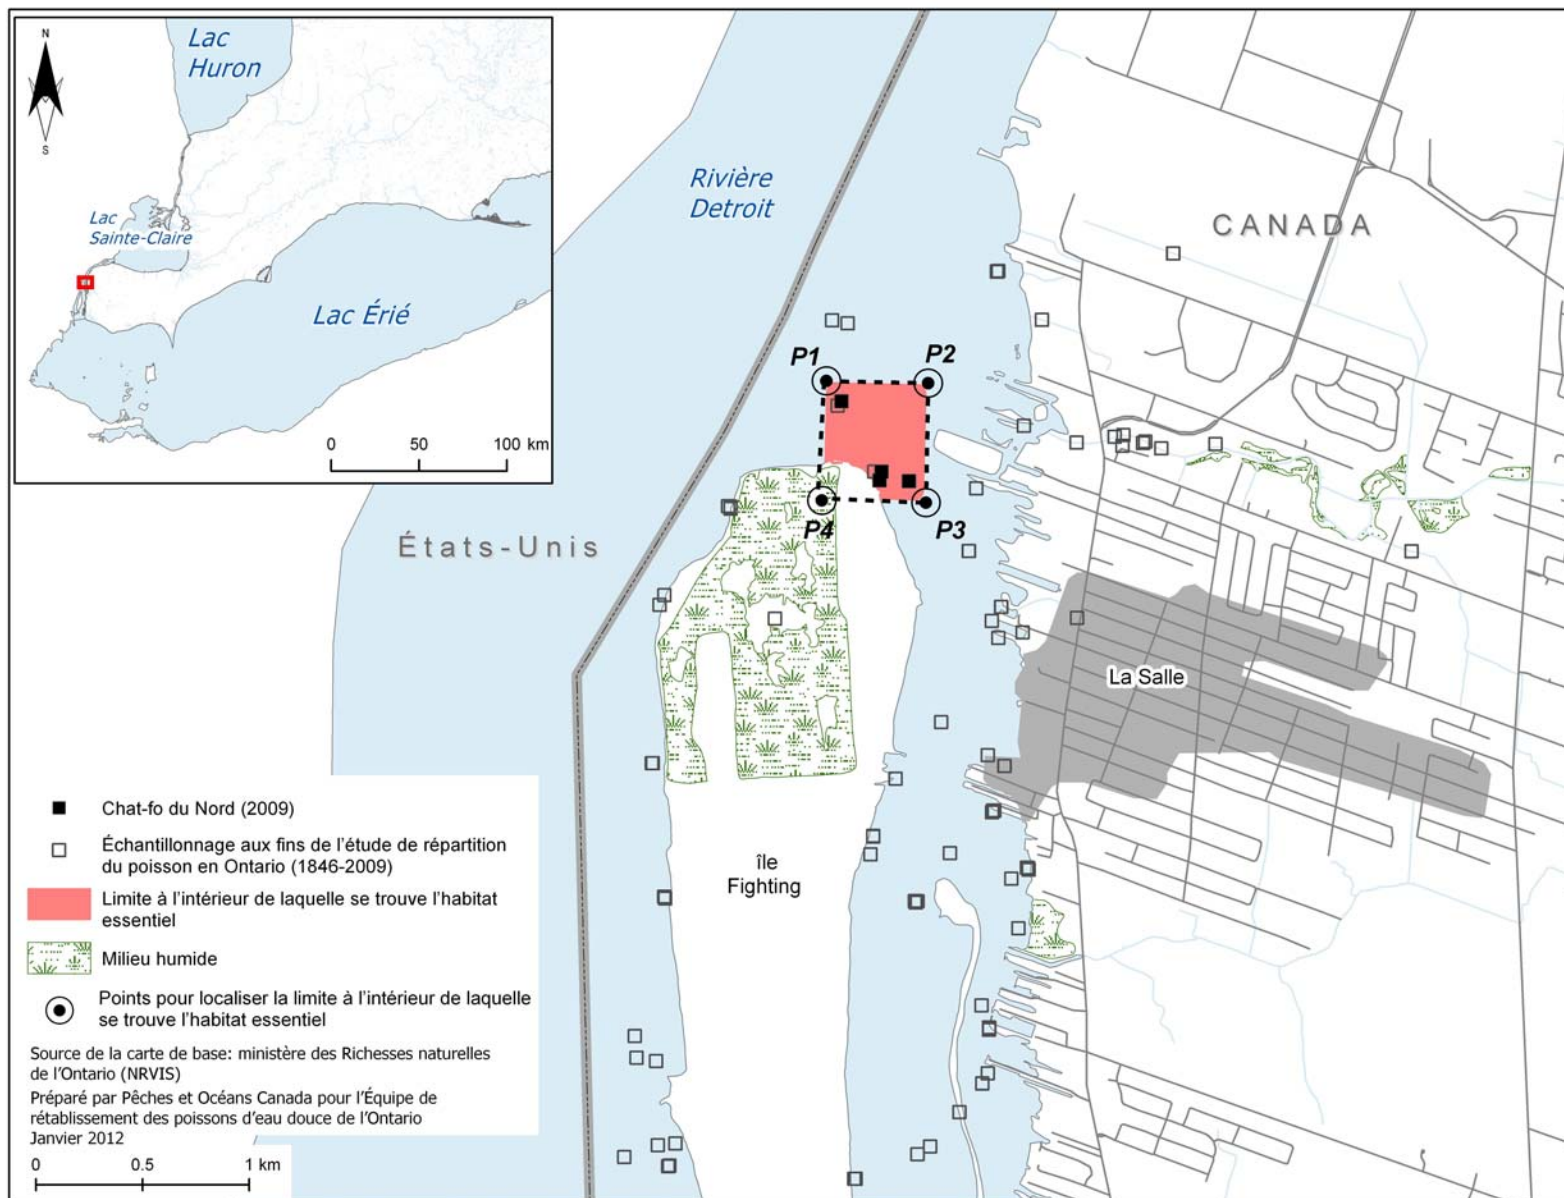 N
S
Lac
Huron
Lac
Sainte-Claire
Lac Érié
0 50 100 km
Rivière
Detroit
CANADA
P1
P2
P4
P3
États-Unis
La Salle
île
Fighting
Chat-fo du Nord (2009)
Échantillonnage aux fins de l'étude de répartition
du poisson en Ontario (1846-2009)
Limite à l'intérieur de laquelle se trouve l'habitat
essentiel
Milieu humide
Points pour localiser la limite à l'intérieur de laquelle
se trouve l'habitat essentiel
Source de la carte de base: ministère des Richesses naturelles
de l'Ontario (NRVIS)
Préparé par Pêches et Océans Canada pour l'Équipe de
rétablissement des poissons d'eau douce de l'Ontario
Janvier 2012
0 0.5 1 km